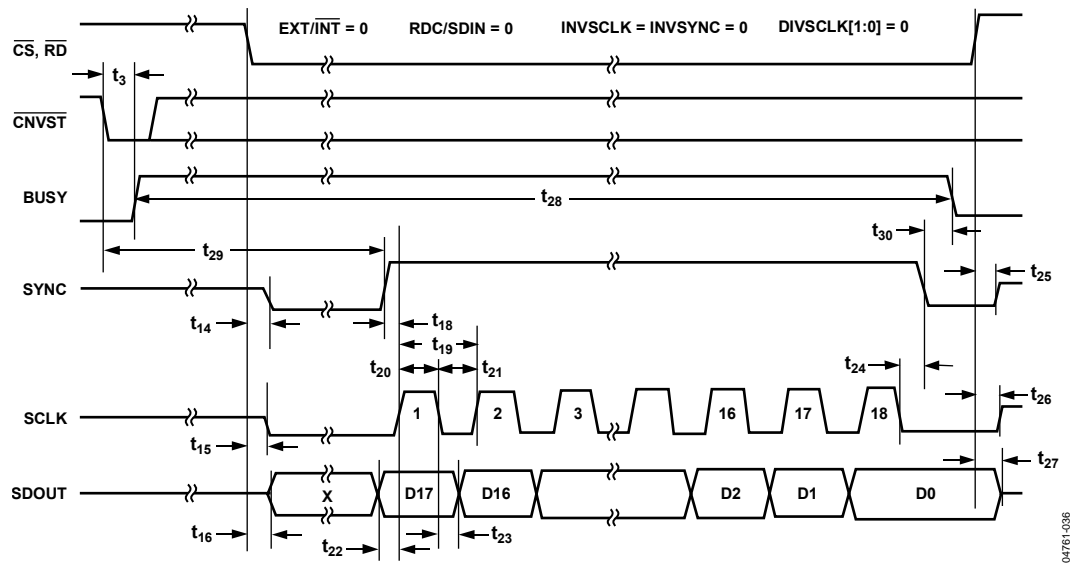 EXT/INT = 0 RDC/SDIN = 0 INVSCLK = INVSYNC = 0 DIVSCLK[1:0] = 0
CS, RD
t3
CNVST
BUSY
t28
t29
t30
t25
SYNC
t14
t18
t19
t20
t21
t24
t26
SCLK
1 2 3 16 17 18
t15
t27
SDOUT
X D17 D16 D2 D1 D0
t16
t22
t23
04761-036